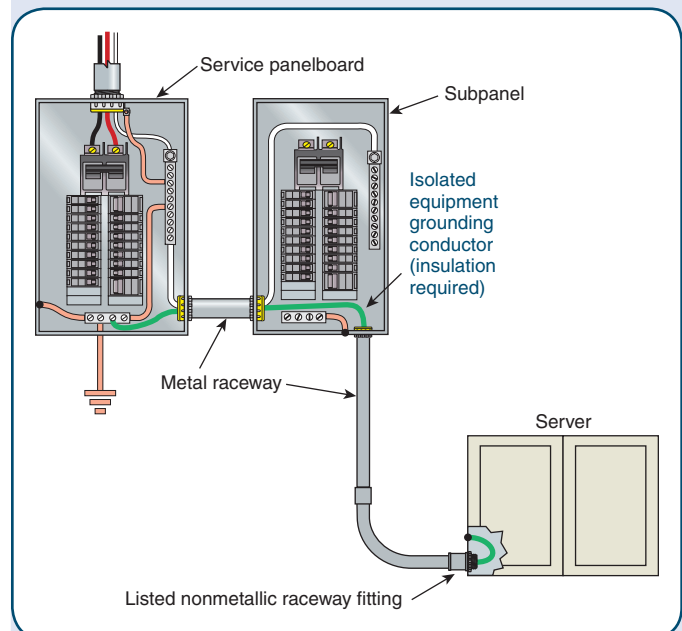 Service panelboard
Subpanel
Isolated
equipment
grounding
conductor
(insulation
required)
Metal raceway
Server
Listed nonmetallic raceway fitting